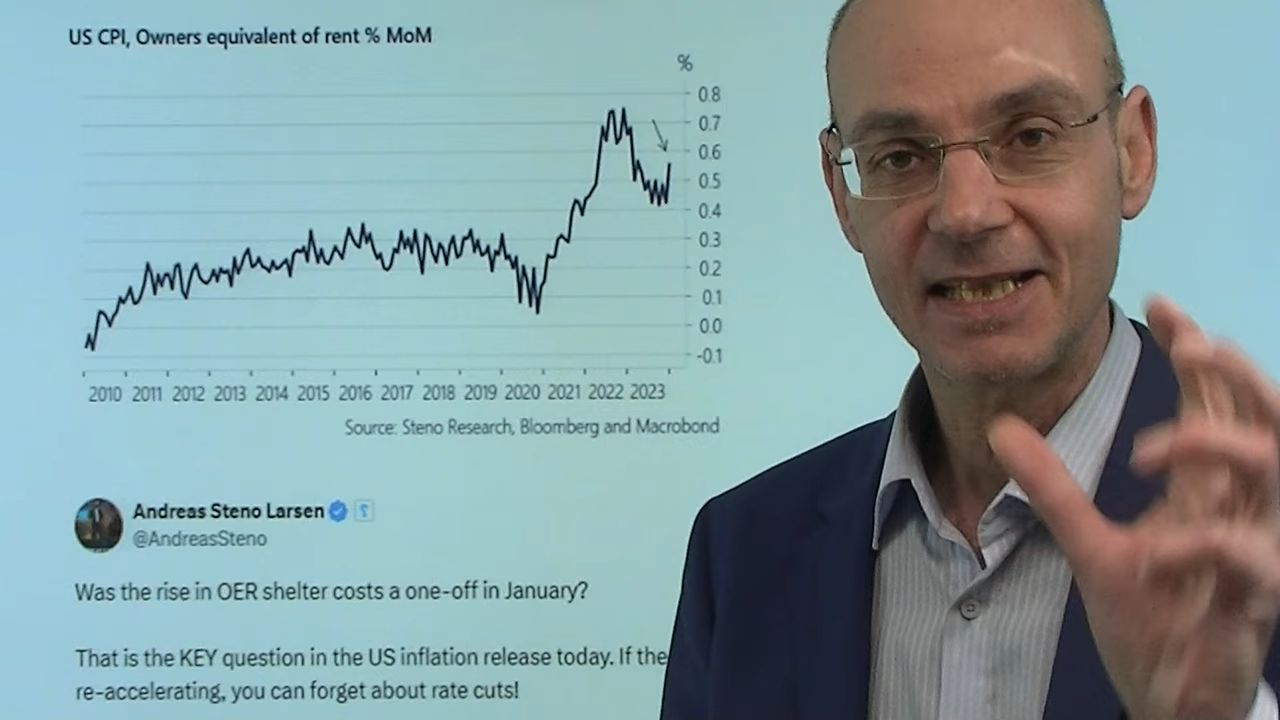 US CPI, Owners equivalent of rent % MoM
%
0.8
0.7
0.6
0.5
0.4
0.3
0.2
0.1
0.0
-0.1
2010 2011 2012 2013 2014 2015 2016 2017 2018 2019 2020 2021 2022 2023
Source: Steno Research, Bloomberg and Macrobond
Andreas Steno Larsen
@AndreasSteno
Was the rise in OER shelter costs a one-off in January?
That is the KEY question in the US inflation release today. If the
re-accelerating, you can forget about rate cuts!